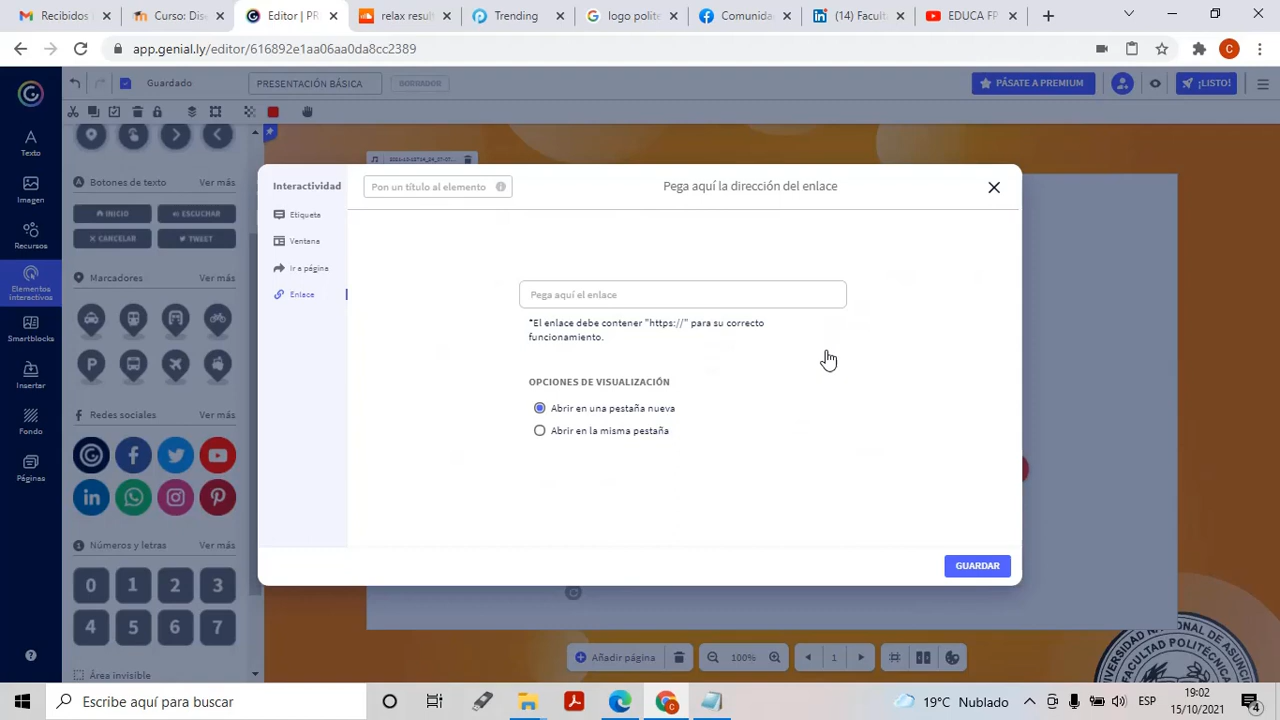 Recibidos
Curso: Dise
Editor | PR
relax resul
Trending
logo polite
Comunida
(14) Facult
EDUCA FP
app.genial.ly/editor/616892e1aa06aa0da8cc2389
C
Guardado
PRESENTACIÓN BÁSICA
BORRADOR
PÁSATE A PREMIUM
¡LISTO!
Texto
Imagen
Recursos
Elementos interactivos
Smartblocks
Insertar
Fondo
Páginas
Botones de texto
Ver más
INICIO
ESCUCHAR
CANCELAR
TWEET
Marcadores
Ver más
P
Redes sociales
Ver más
Números y letras
Ver más
0 1 2 3
4 5 6 7
Área invisible
Interactividad
Etiqueta
Ventana
Ir a página
Enlace
Pon un título al elemento
Pega aquí la dirección del enlace
Pega aquí el enlace
*El enlace debe contener "https://" para su correcto
funcionamiento.
OPCIONES DE VISUALIZACIÓN
Abrir en una pestaña nueva
Abrir en la misma pestaña
GUARDAR
Añadir página
100%
1
Escribe aquí para buscar
19°C Nublado
ESP
19:02
15/10/2021
4